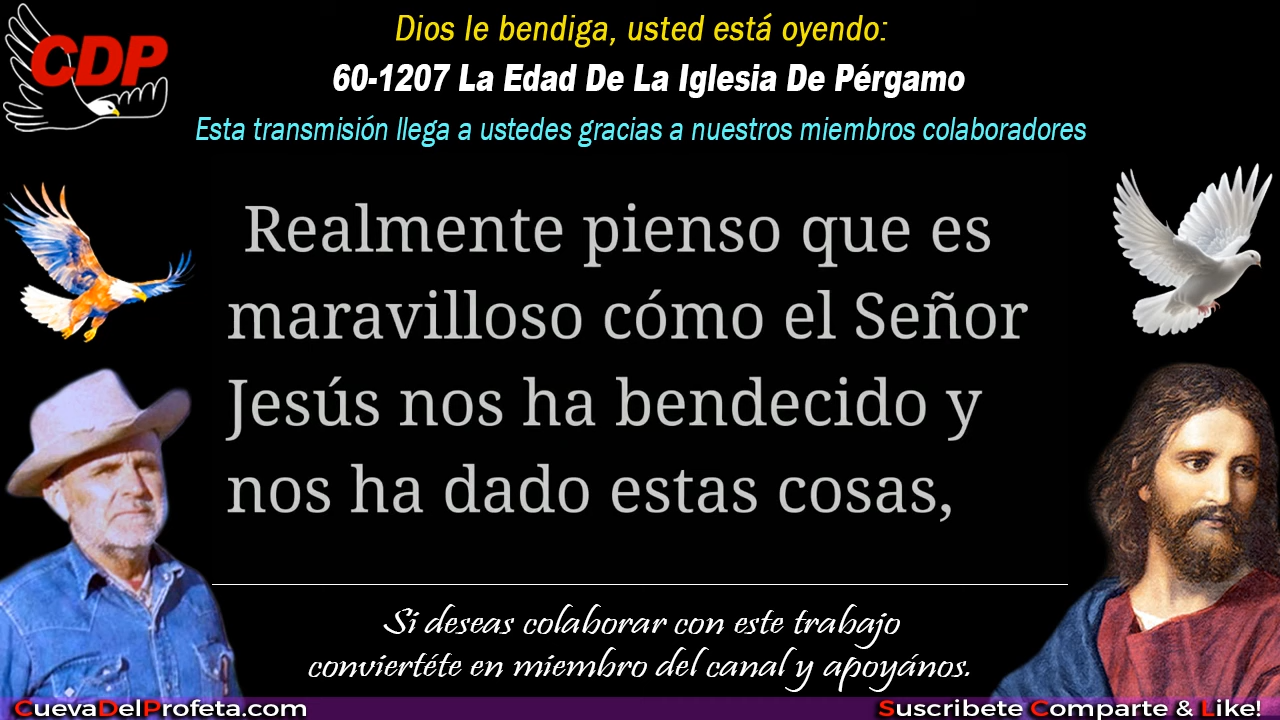 CDP
Dios le bendiga, usted está oyendo:
60-1207 La Edad De La Iglesia De Pérgamo
Esta transmisión llega a ustedes gracias a nuestros miembros colaboradores
Realmente pienso que es
maravilloso cómo el Señor
Jesús nos ha bendecido y
nos ha dado estas cosas,
Si deseas colaborar con este trabajo
conviertéte en miembro del canal y apoyános.
CuevaDelProfeta.com
Suscribete Comparte & Like!